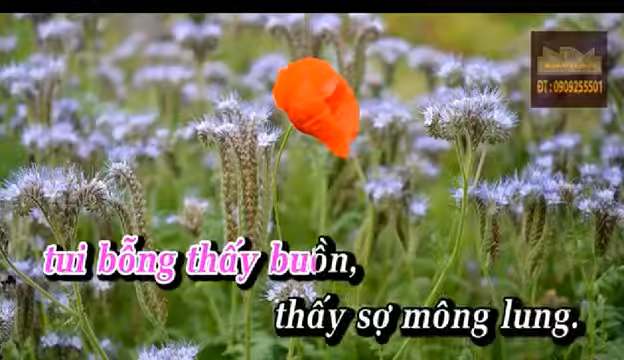 ĐT: 0909255501
tui bỗng thấy buồn,
thấy sợ mông lung.